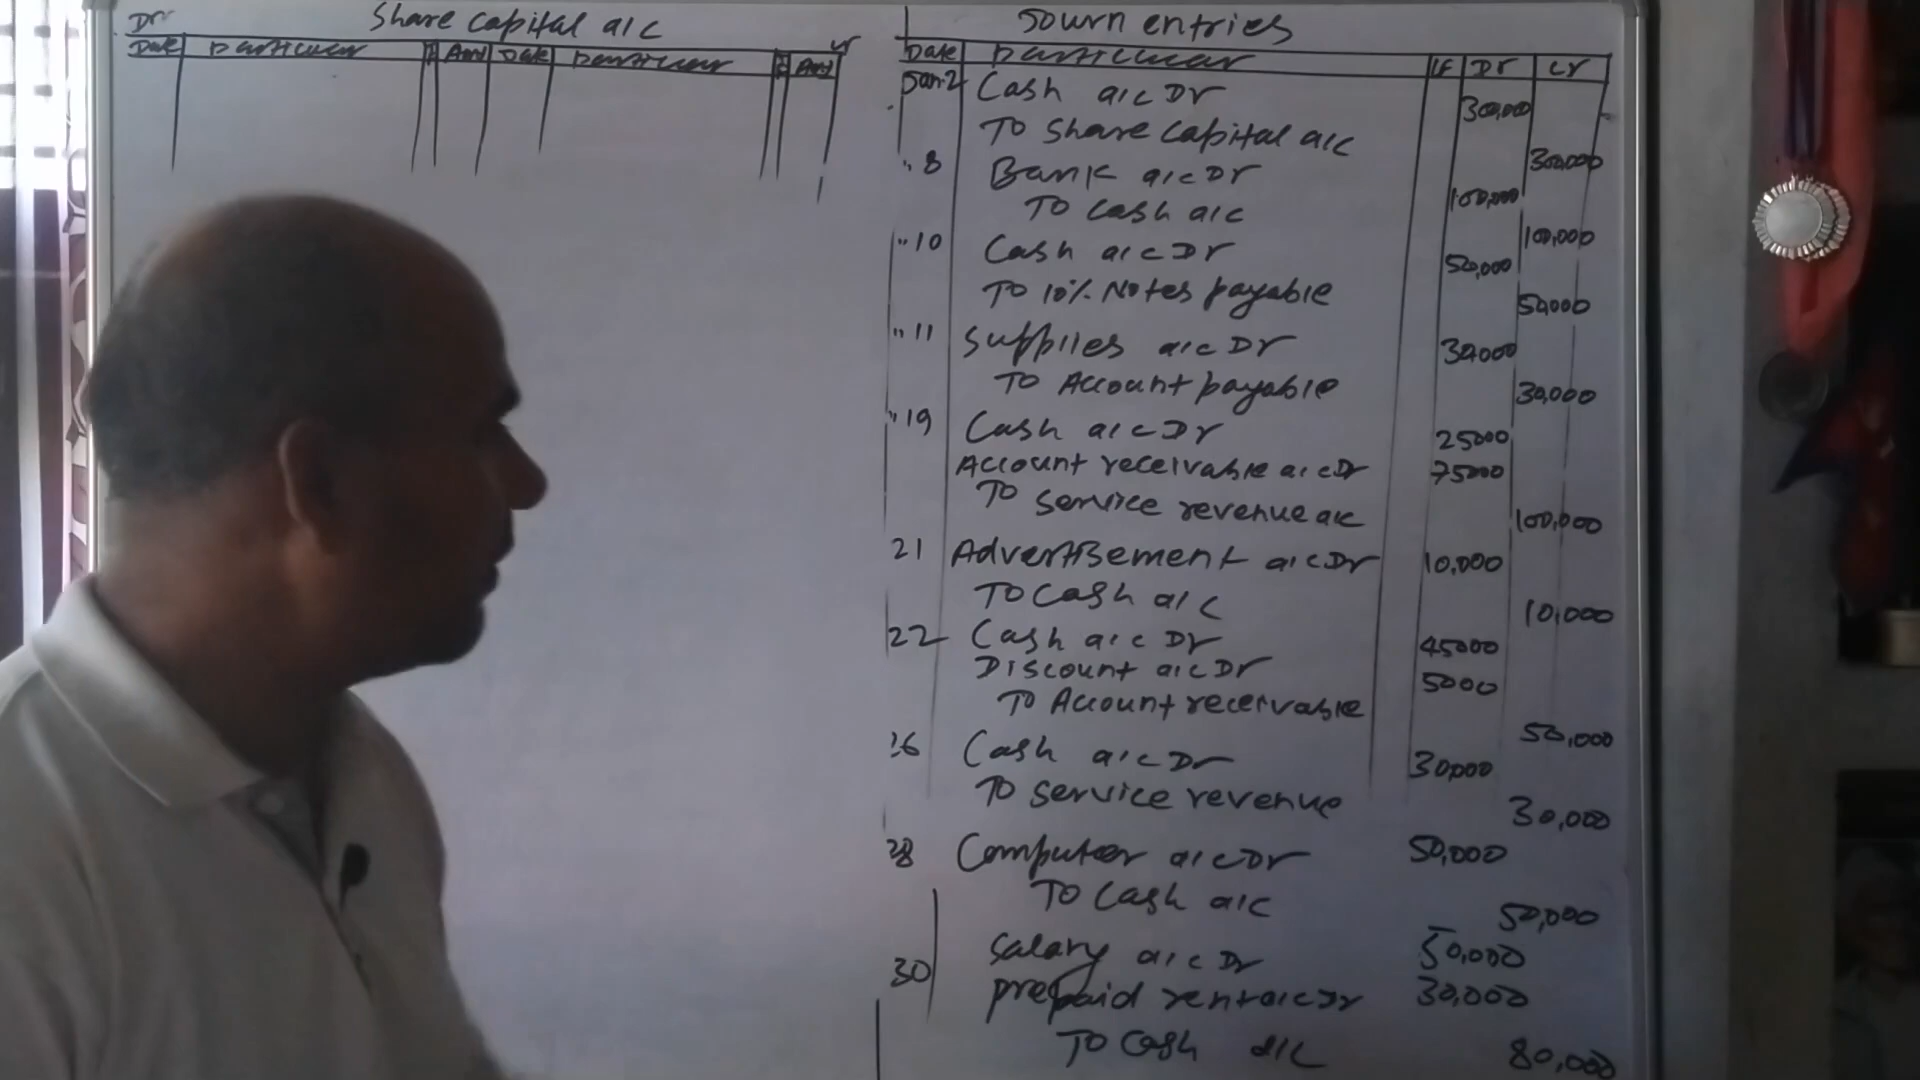 Dr Share capital a/c Cr
Date Particular F Amt Date Particular F Amt
Journ entries
Date Particular LF Dr Cr
Jan-2 Cash a/c Dr 300,000
To Share Capital a/c 300,000
" 8 Bank a/c Dr 100,000
To Cash a/c 100,000
" 10 Cash a/c Dr 50,000
To 10% Notes payable 50,000
" 11 Supplies a/c Dr 30,000
To Account payable 30,000
" 19 Cash a/c Dr 25000
Account receivable a/c Dr 75000
To service revenue a/c 100,000
21 Advertisement a/c Dr 10,000
To Cash a/c 10,000
22 Cash a/c Dr 45000
Discount a/c Dr 5000
To Account receivable 50,000
26 Cash a/c Dr 30,000
To service revenue 30,000
28 Computer a/c Dr 50,000
To Cash a/c 50,000
30 Salary a/c Dr 50,000
prepaid rent a/c Dr 30,000
To Cash a/c 80,000